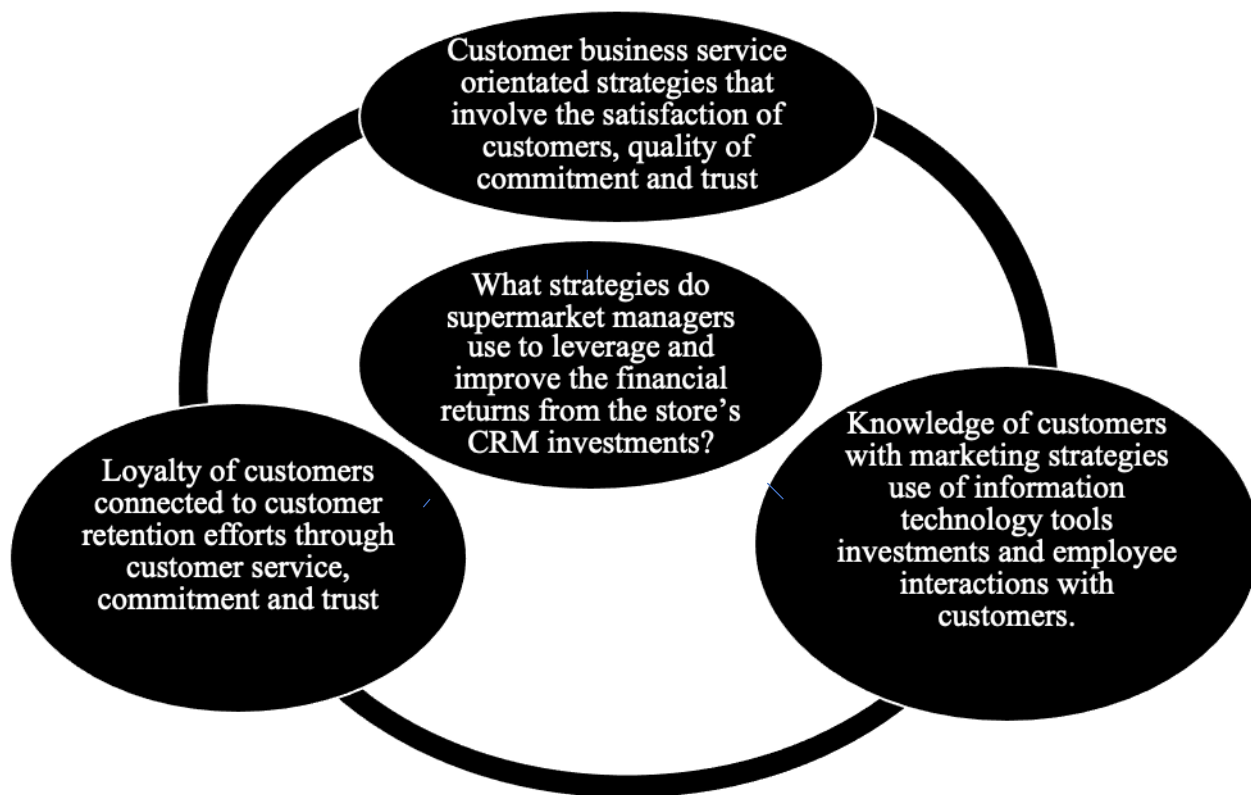 Customer business service
orientated strategies that
involve the satisfaction of
customers, quality of
commitment and trust
What strategies do
supermarket managers
use to leverage and
improve the financial
returns from the store’s
CRM investments?
Loyalty of customers
connected to customer
retention efforts through
customer service,
commitment and trust
Knowledge of customers
with marketing strategies
use of information
technology tools
investments and employee
interactions with
customers.